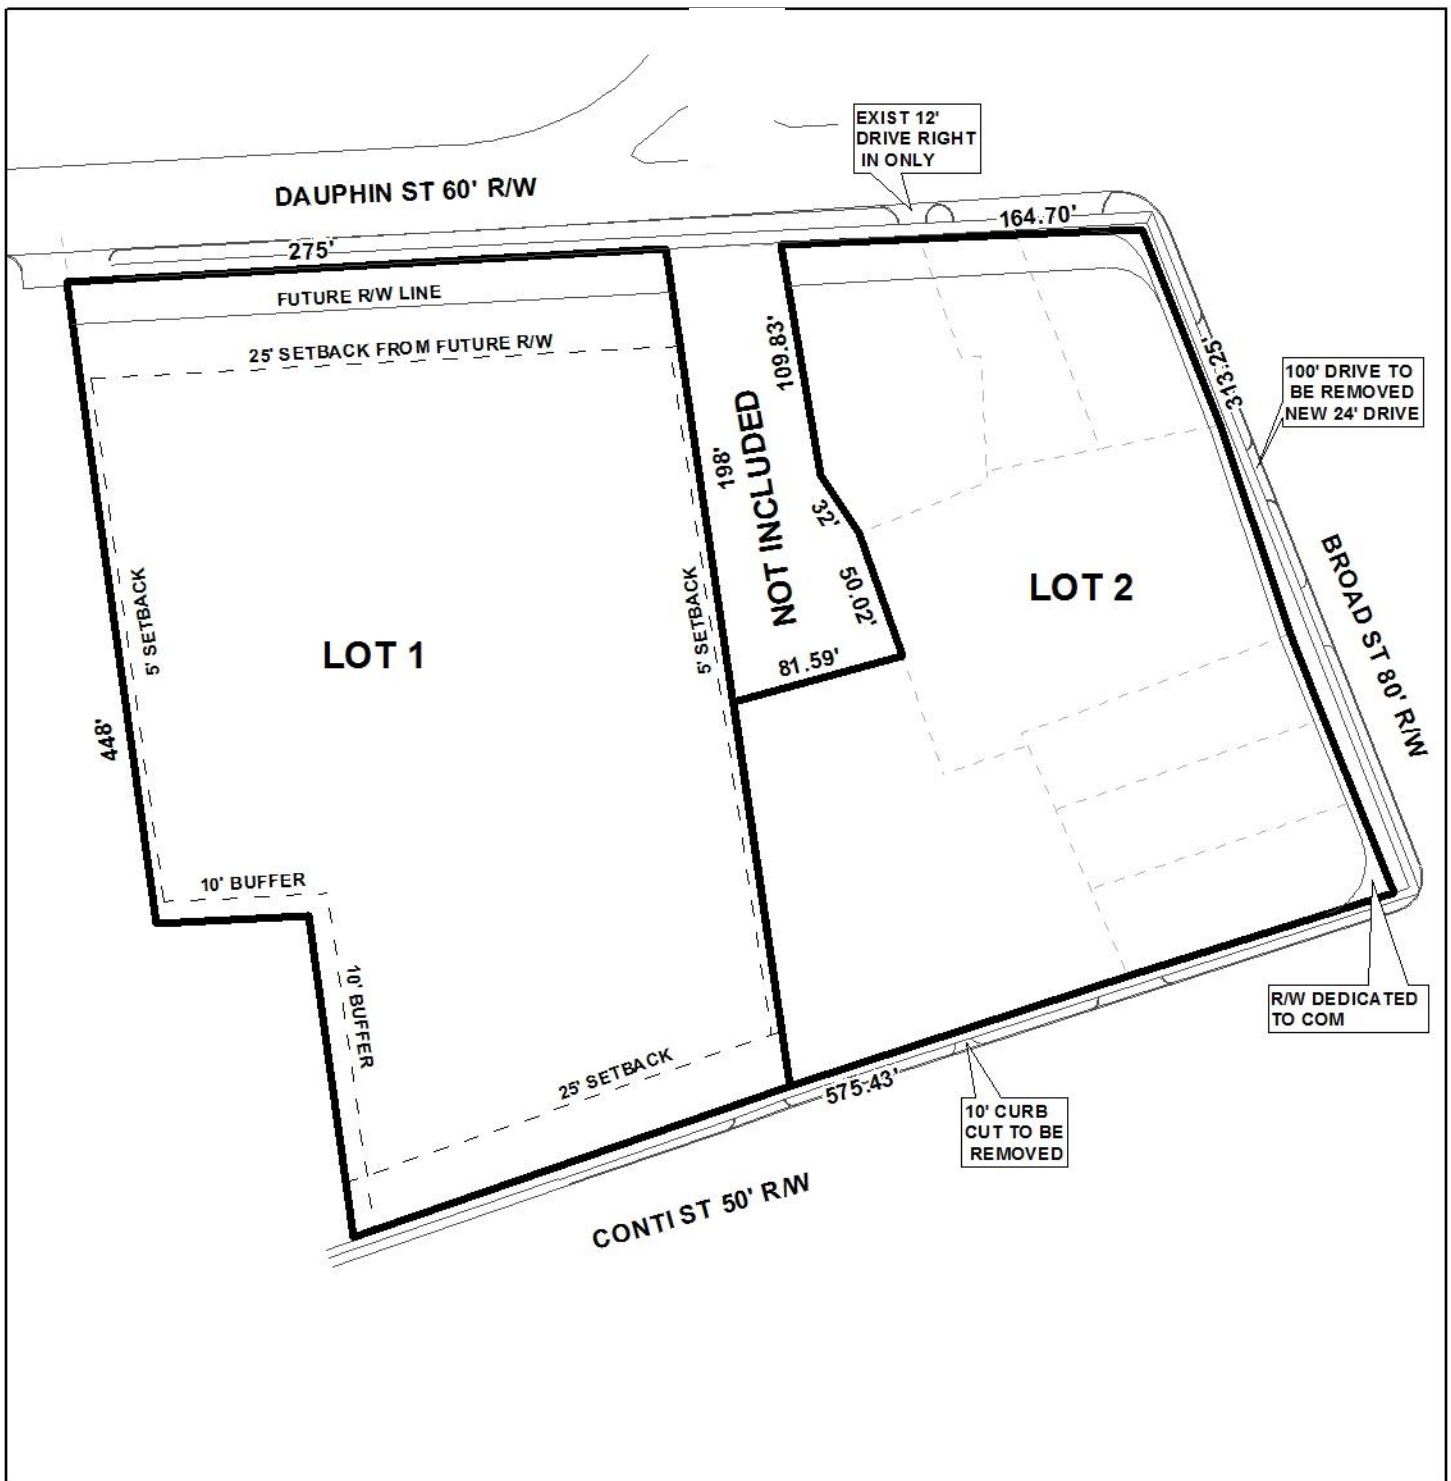 EXIST 12'
DRIVE RIGHT
IN ONLY
DAUPHIN ST 60' R/W
164.70'
275'
FUTURE R/W LINE
25' SETBACK FROM FUTURE R/W
109.83'
313.25'
100' DRIVE TO
BE REMOVED
NEW 24' DRIVE
198'
NOT INCLUDED
32'
50.02'
LOT 2
BROAD ST 80' R/W
5' SETBACK
5' SETBACK
LOT 1
81.59'
448'
10' BUFFER
10' BUFFER
R/W DEDICATED
TO COM
25' SETBACK
575.43'
10' CURB
CUT TO BE
REMOVED
CONTI ST 50' R/W